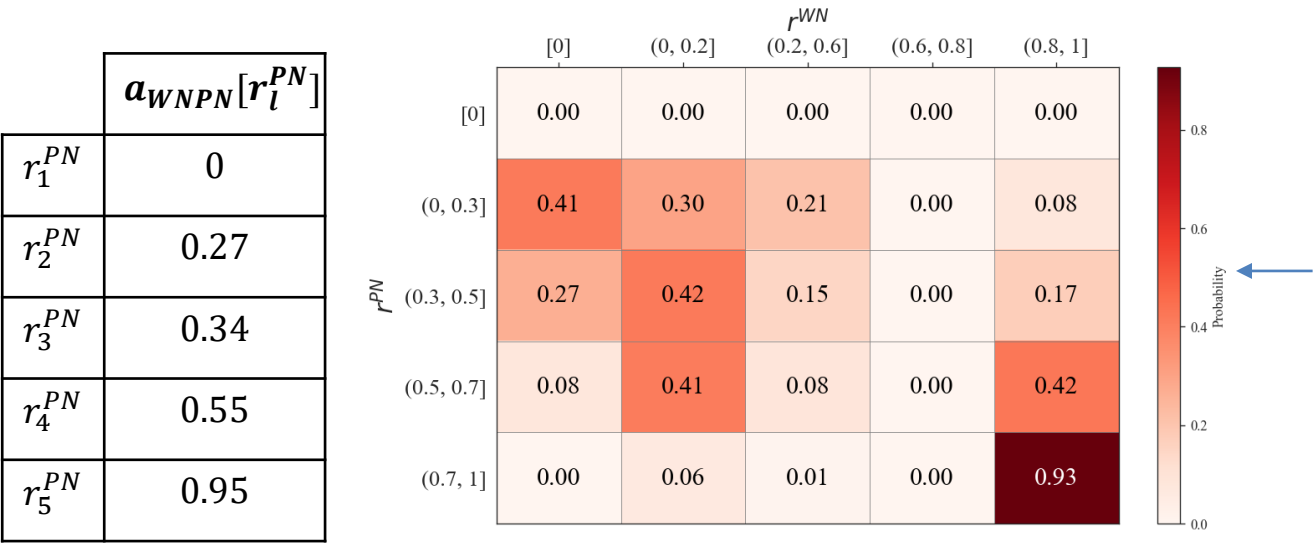 a_{WNPN}[r_l^{PN}]
r_1^{PN} 0
r_2^{PN} 0.27
r_3^{PN} 0.34
r_4^{PN} 0.55
r_5^{PN} 0.95
r^{WN}
[0] (0, 0.2] (0.2, 0.6] (0.6, 0.8] (0.8, 1]
r^{PN}
[0] 0.00 0.00 0.00 0.00 0.00
(0, 0.3] 0.41 0.30 0.21 0.00 0.08
(0.3, 0.5] 0.27 0.42 0.15 0.00 0.17
(0.5, 0.7] 0.08 0.41 0.08 0.00 0.42
(0.7, 1] 0.00 0.06 0.01 0.00 0.93
0.8
0.6
0.4
0.2
0.0
Probability